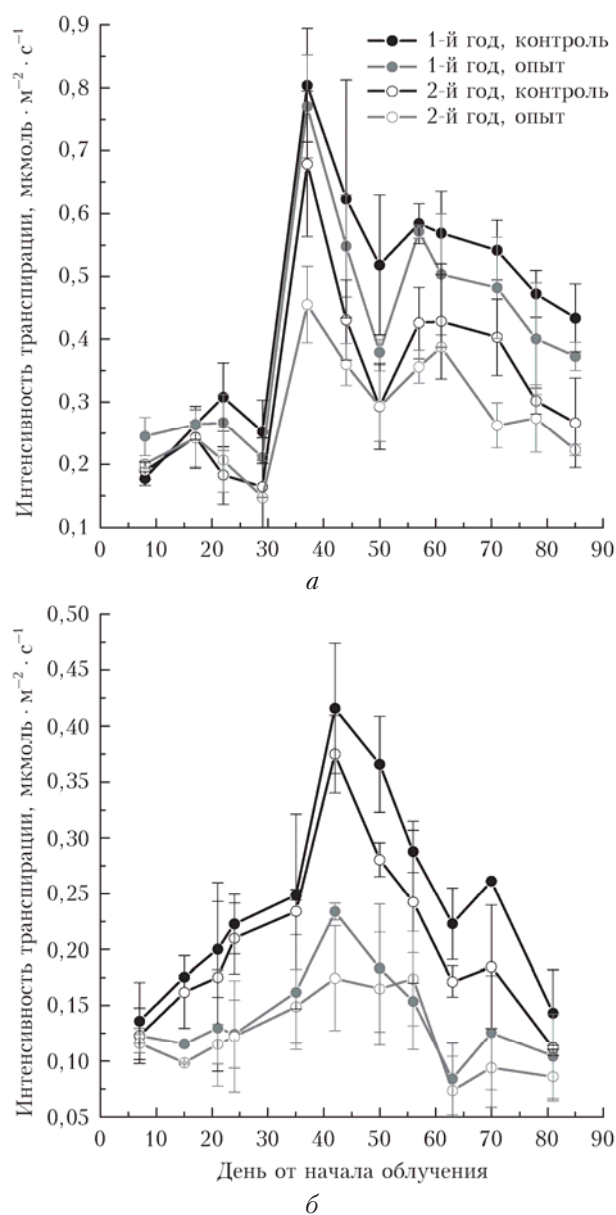 0,9
0,8
0,7
0,6
0,5
0,4
0,3
0,2
0,1
Интенсивность транспирации, мкмоль · м⁻² · с⁻¹
1-й год, контроль
1-й год, опыт
2-й год, контроль
2-й год, опыт
0 10 20 30 40 50 60 70 80 90
а
0,50
0,45
0,40
0,35
0,30
0,25
0,20
0,15
0,10
0,05
Интенсивность транспирации, мкмоль · м⁻² · с⁻¹
0 10 20 30 40 50 60 70 80 90
День от начала облучения
б